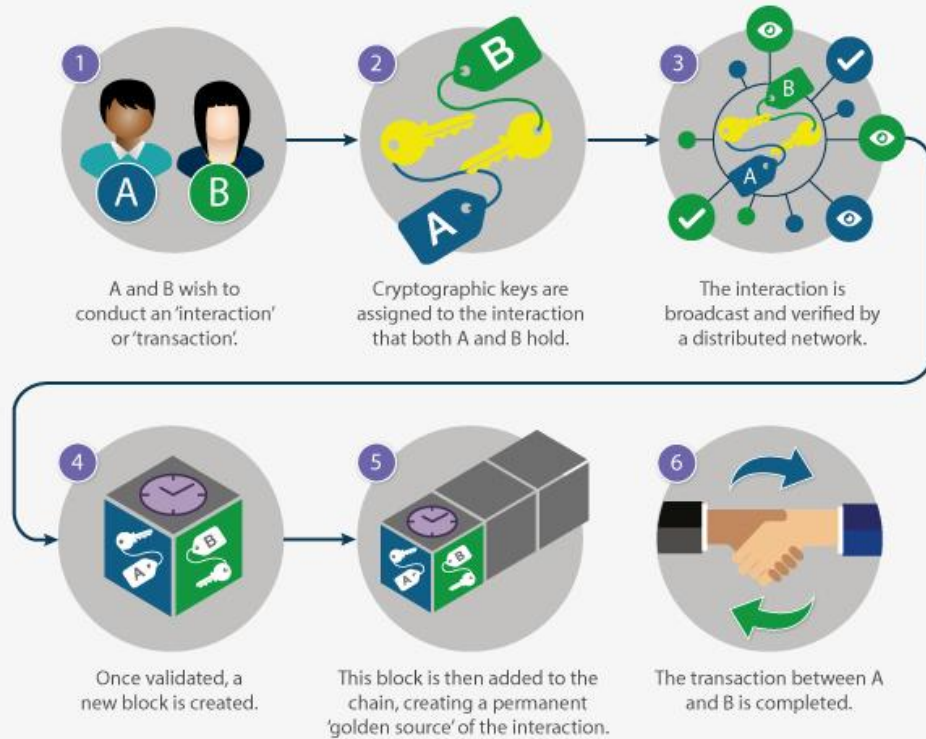 1
A B
A and B wish to
conduct an 'interaction'
or 'transaction'.
2
B
A
Cryptographic keys are
assigned to the interaction
that both A and B hold.
3
B
A
The interaction is
broadcast and verified by
a distributed network.
4
A B
Once validated, a
new block is created.
5
A B
This block is then added to the
chain, creating a permanent
'golden source' of the interaction.
6
The transaction between A
and B is completed.